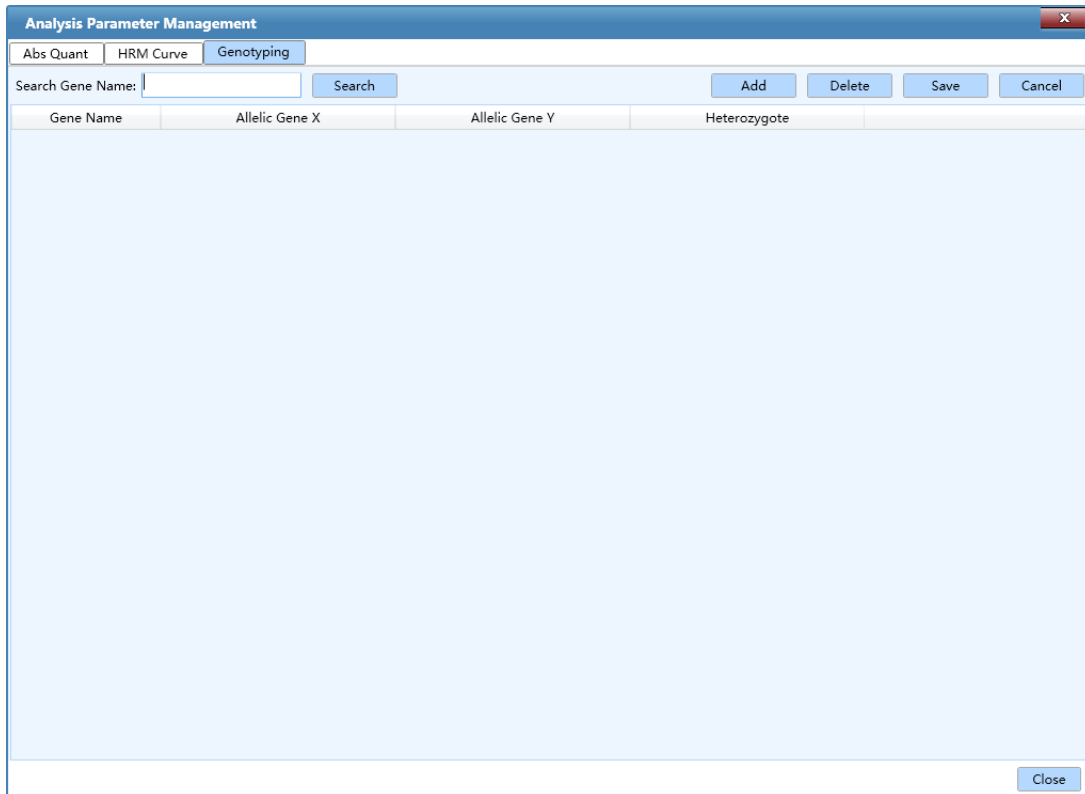 Analysis Parameter Management x
Abs Quant HRM Curve Genotyping
Search Gene Name: Search Add Delete Save Cancel
Gene Name Allelic Gene X Allelic Gene Y Heterozygote
Close